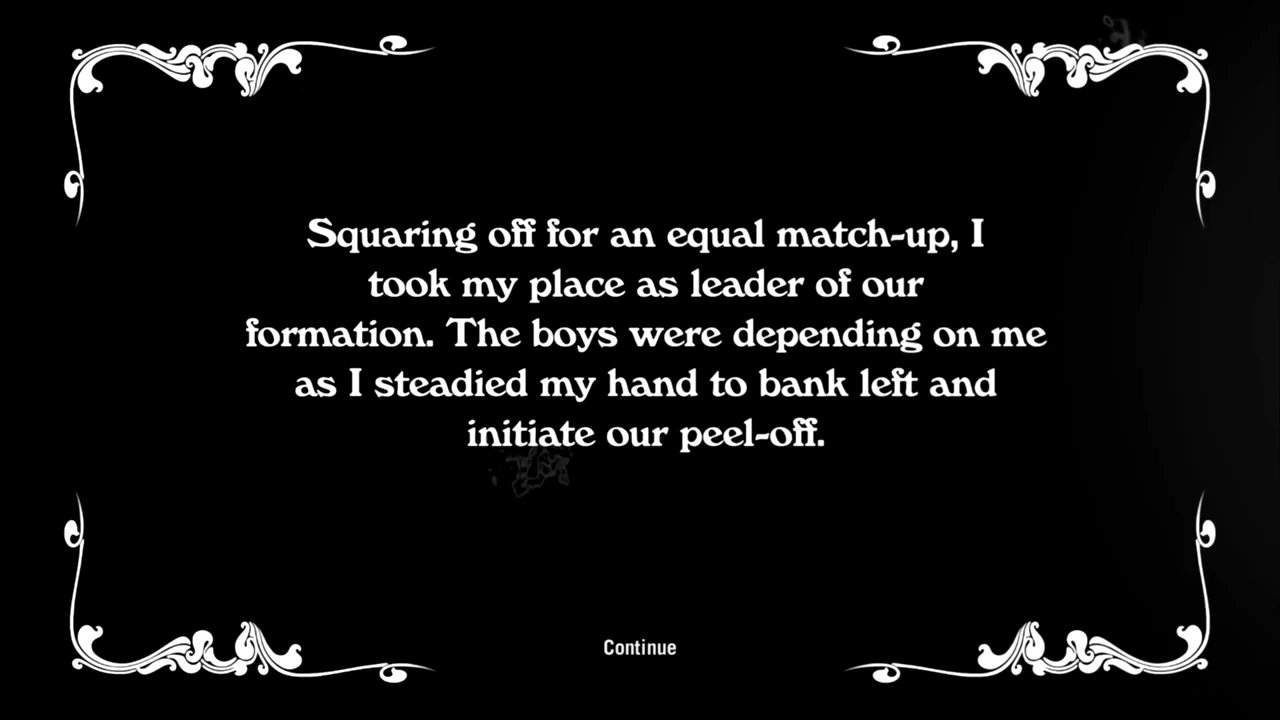 Squaring off for an equal match-up, I
took my place as leader of our
formation. The boys were depending on me
as I steadied my hand to bank left and
initiate our peel-off.
Continue